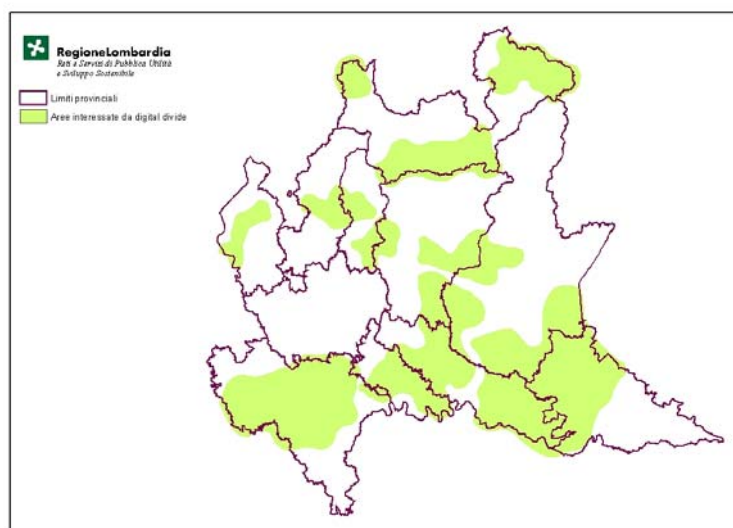 RegioneLombardia
Reti e Servizi di Pubblica Utilità
e Sviluppo Sostenibile
Limiti provinciali
Aree interessate da digital divide